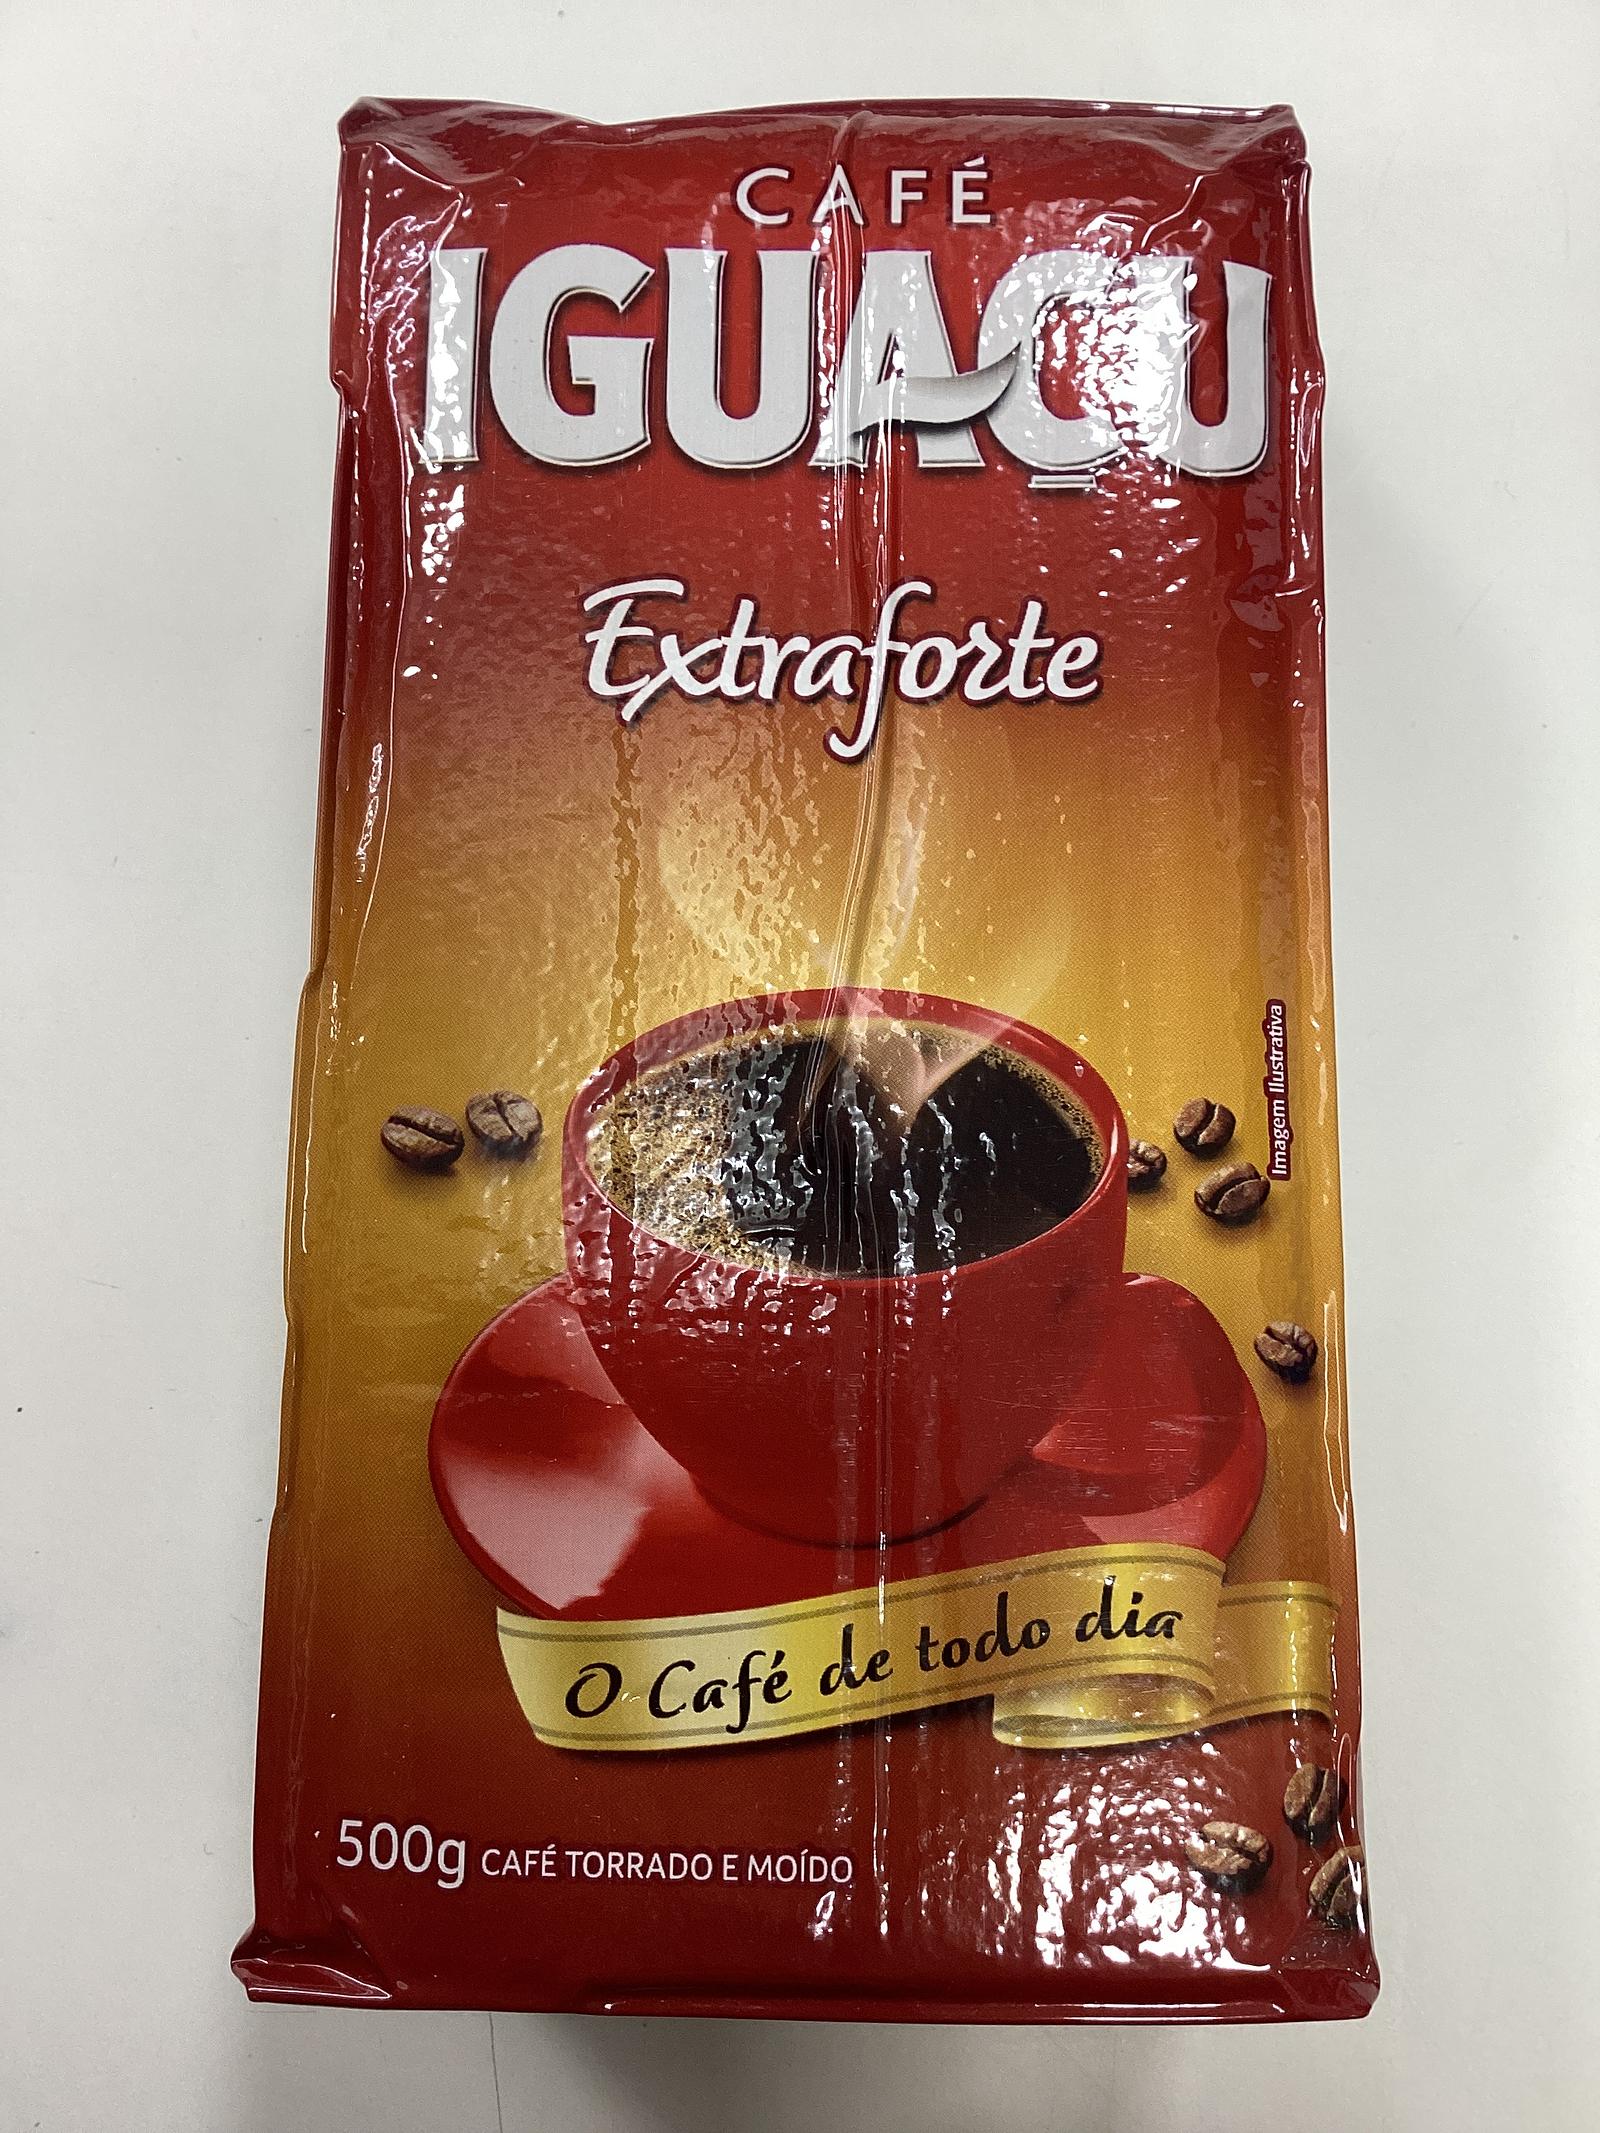 CAFÉ
IGUAÇU
Extraforte
Imagem Ilustrativa
O Café de todo dia
500g CAFÉ TORRADO E MOÍDO